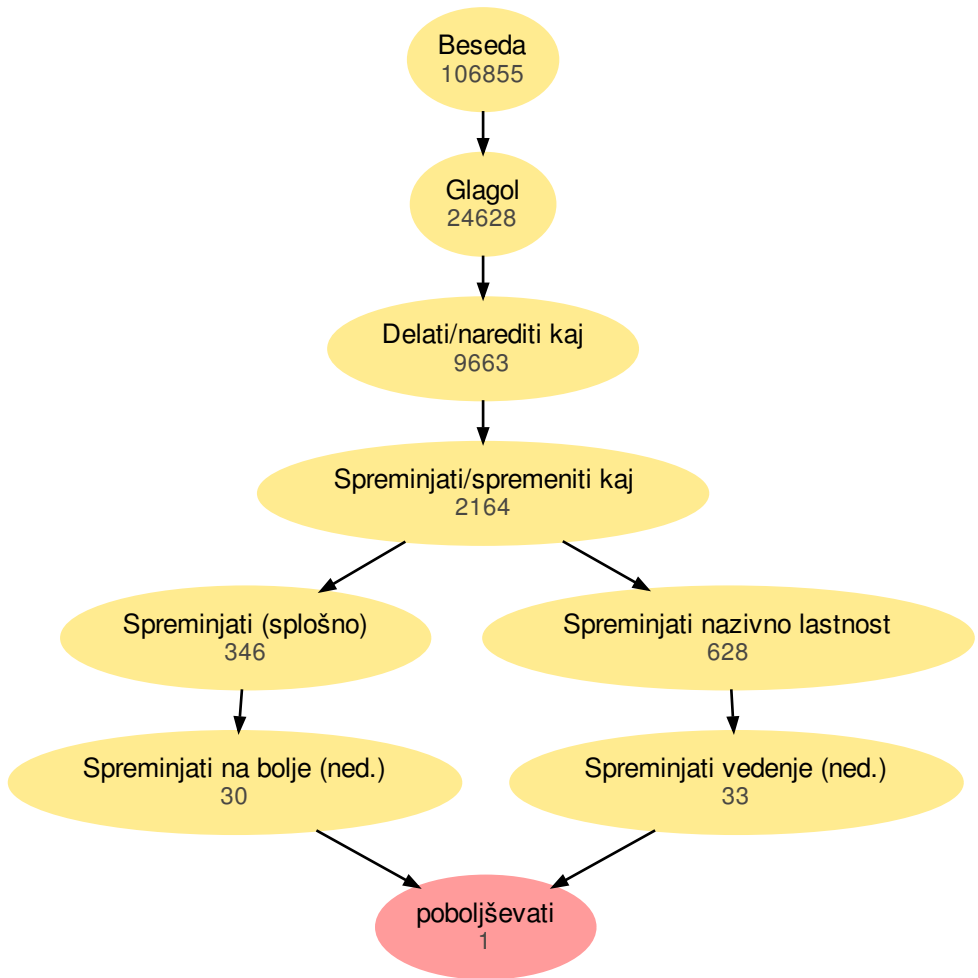 Beseda
106855
Glagol
24628
Delati/narediti kaj
9663
Spreminjati/spremeniti kaj
2164
Spreminjati (splošno)
346
Spreminjati nazivno lastnost
628
Spreminjati na bolje (ned.)
30
Spreminjati vedenje (ned.)
33
poboljševati
1